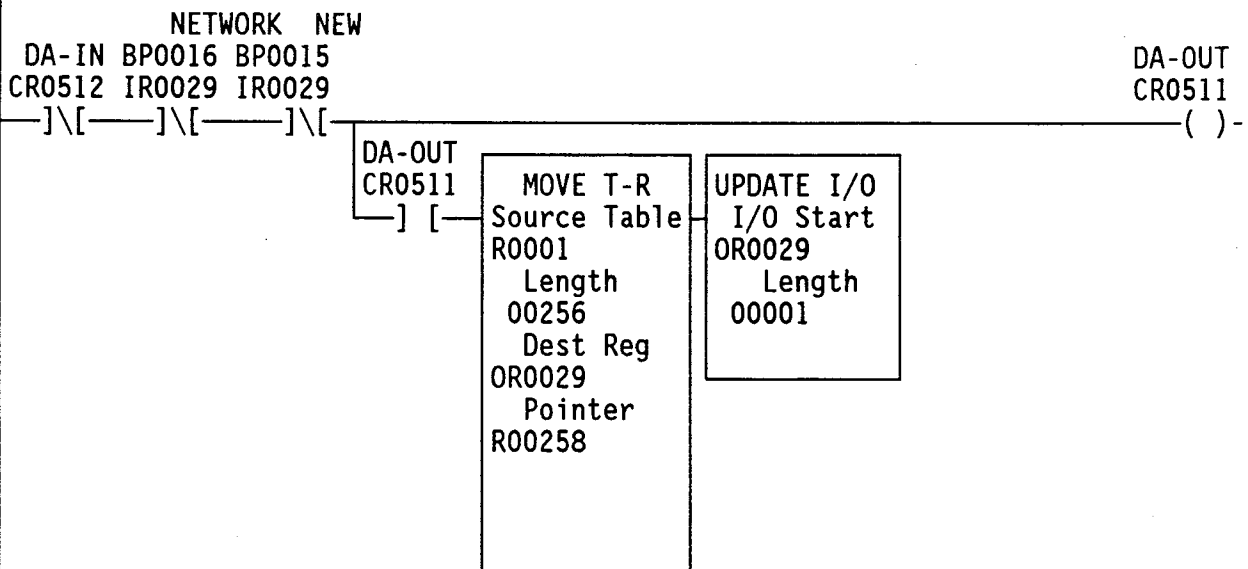 NETWORK NEW
DA-IN BP0016 BP0015
CR0512 IR0029 IR0029
DA-OUT
CR0511
DA-OUT
CR0511
MOVE T-R
Source Table
R0001
Length
00256
Dest Reg
OR0029
Pointer
R00258
UPDATE I/O
I/O Start
OR0029
Length
00001